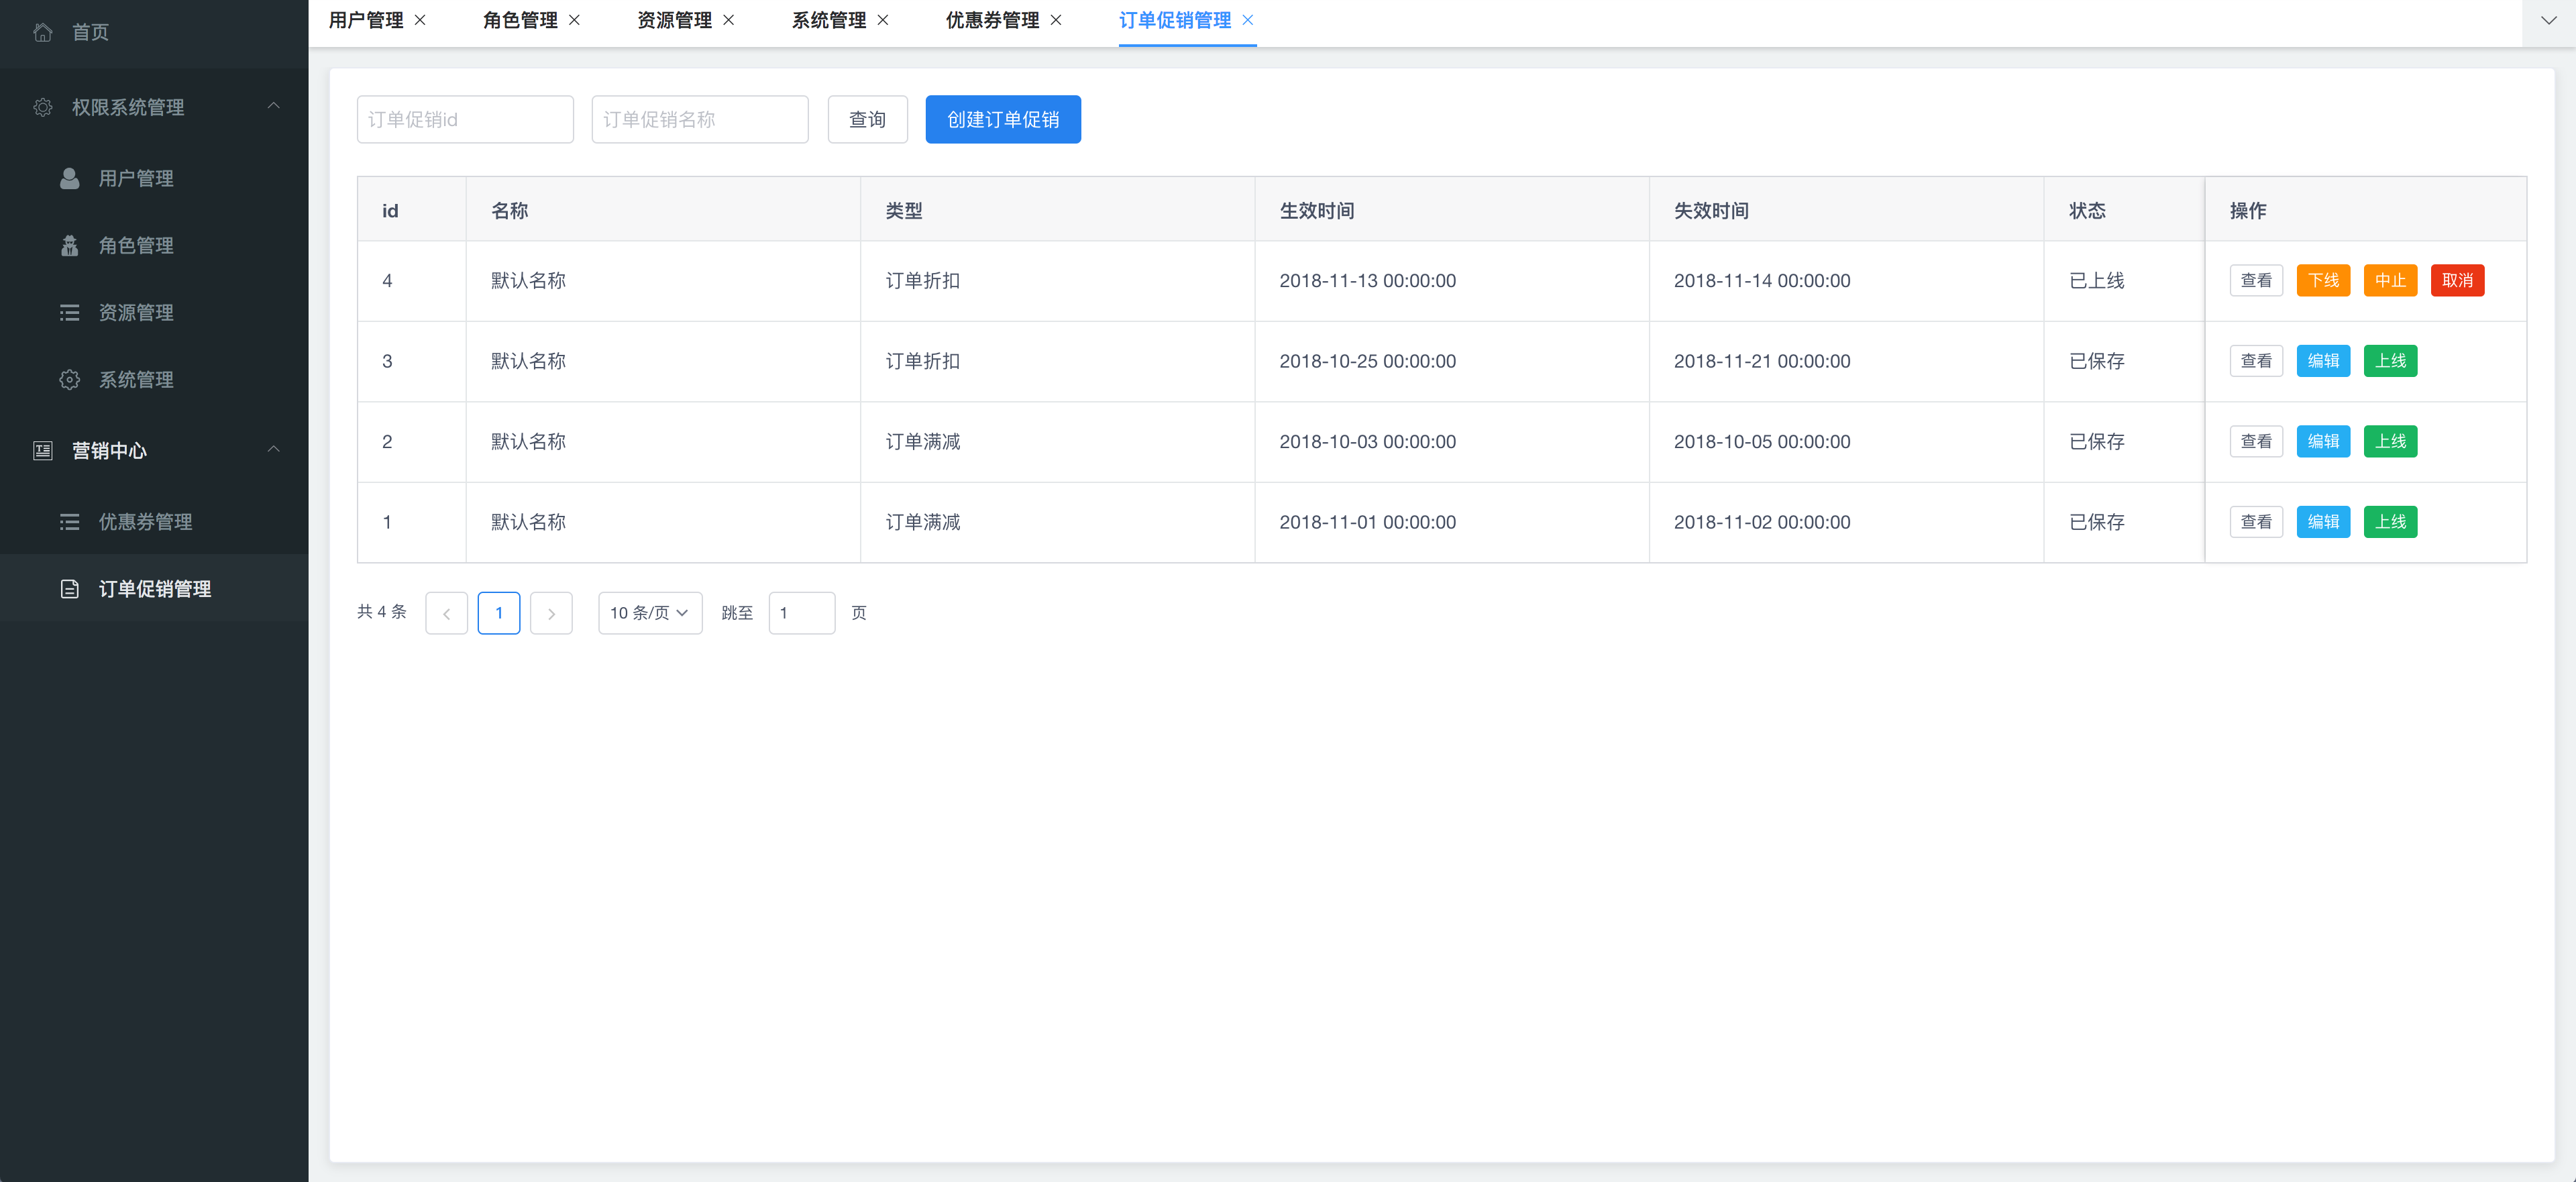 首页
权限系统管理
用户管理
角色管理
资源管理
系统管理
营销中心
优惠券管理
订单促销管理
用户管理 角色管理 资源管理 系统管理 优惠券管理 订单促销管理
订单促销id 订单促销名称 查询 创建订单促销
id 名称 类型 生效时间 失效时间 状态 操作
4 默认名称 订单折扣 2018-11-13 00:00:00 2018-11-14 00:00:00 已上线 查看 下线 中止 取消
3 默认名称 订单折扣 2018-10-25 00:00:00 2018-11-21 00:00:00 已保存 查看 编辑 上线
2 默认名称 订单满减 2018-10-03 00:00:00 2018-10-05 00:00:00 已保存 查看 编辑 上线
1 默认名称 订单满减 2018-11-01 00:00:00 2018-11-02 00:00:00 已保存 查看 编辑 上线
共 4 条 1 10 条/页 跳至 1 页